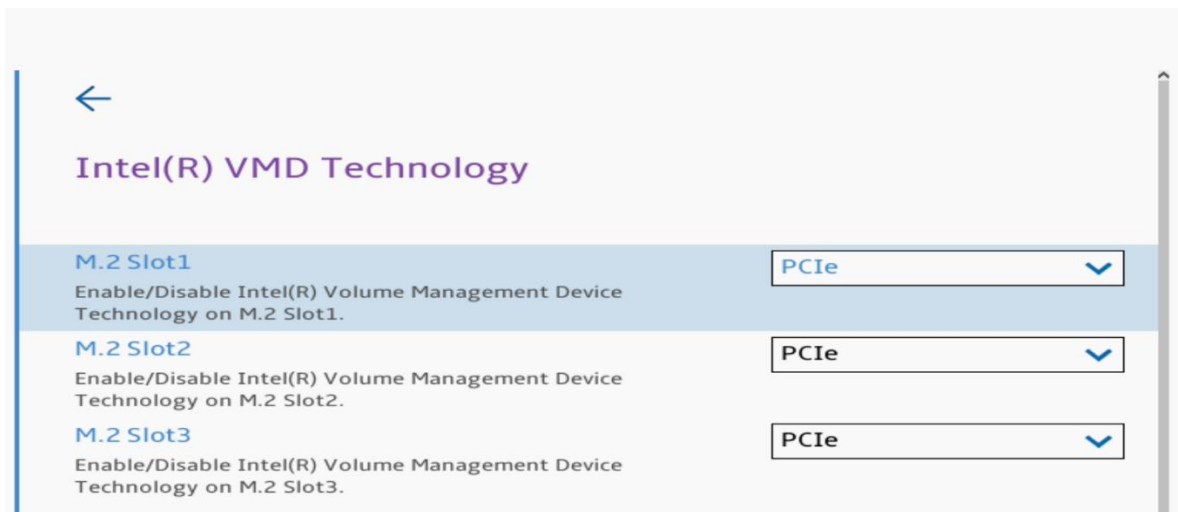 Intel(R) VMD Technology
M.2 Slot1
PCIe
Enable/Disable Intel(R) Volume Management Device
Technology on M.2 Slot1.
M.2 Slot2
PCIe
Enable/Disable Intel(R) Volume Management Device
Technology on M.2 Slot2.
M.2 Slot3
PCIe
Enable/Disable Intel(R) Volume Management Device
Technology on M.2 Slot3.